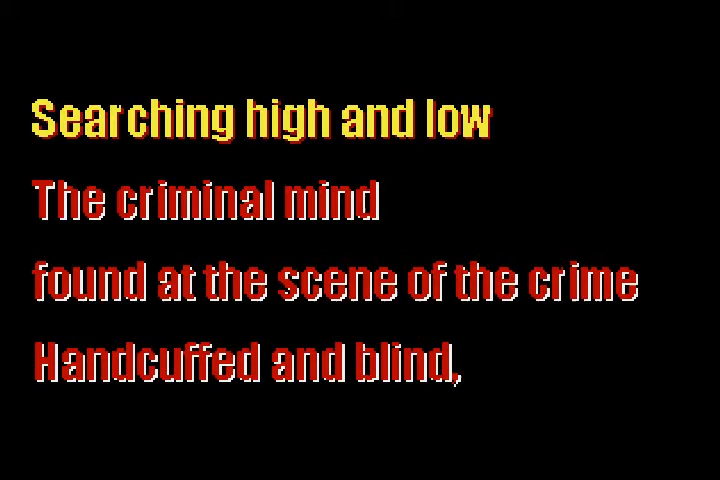 Searching high and low
The criminal mind
found at the scene of the crime
Handcuffed and blind,